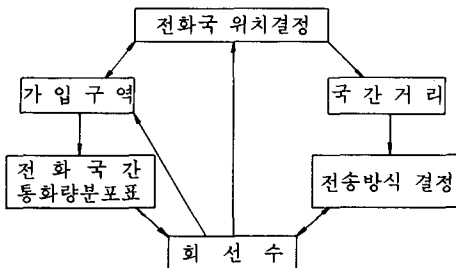 전화국 위치결정
가 입 구 역
국 간 거 리
전 화 국 간
통화량분포표
전송방식 결정
회 선 수